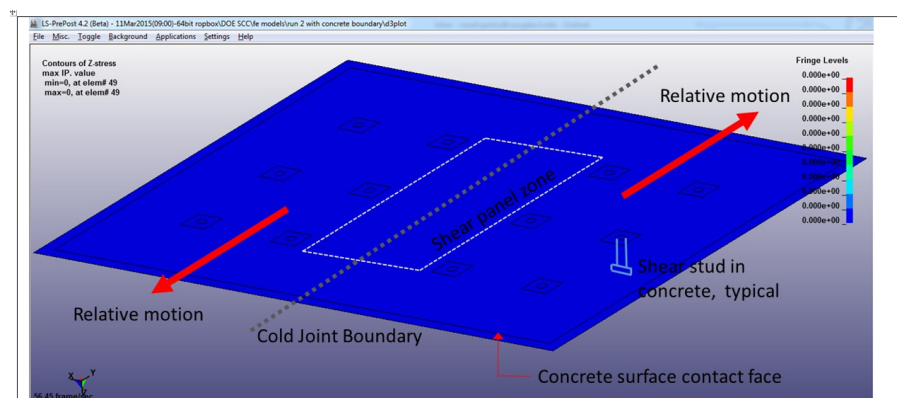 LS-PrePost 4.2 (Beta) - 11Mar2015(09:00)-64bit ropbox\DOE SCC\fe models\run 2 with concrete boundary\d3plot
File Misc. Toggle Background Applications Settings Help
Contours of Z-stress
max IP. value
min=0, at elem# 49
max=0, at elem# 49
Fringe Levels
0.000e+00
0.000e+00
0.000e+00
0.000e+00
0.000e+00
0.000e+00
0.000e+00
0.000e+00
0.000e+00
0.000e+00
0.000e+00
Relative motion
Shear panel zone
Shear stud in
concrete, typical
Relative motion
Cold Joint Boundary
Concrete surface contact face
X Y
Z
56.45 frame/sec